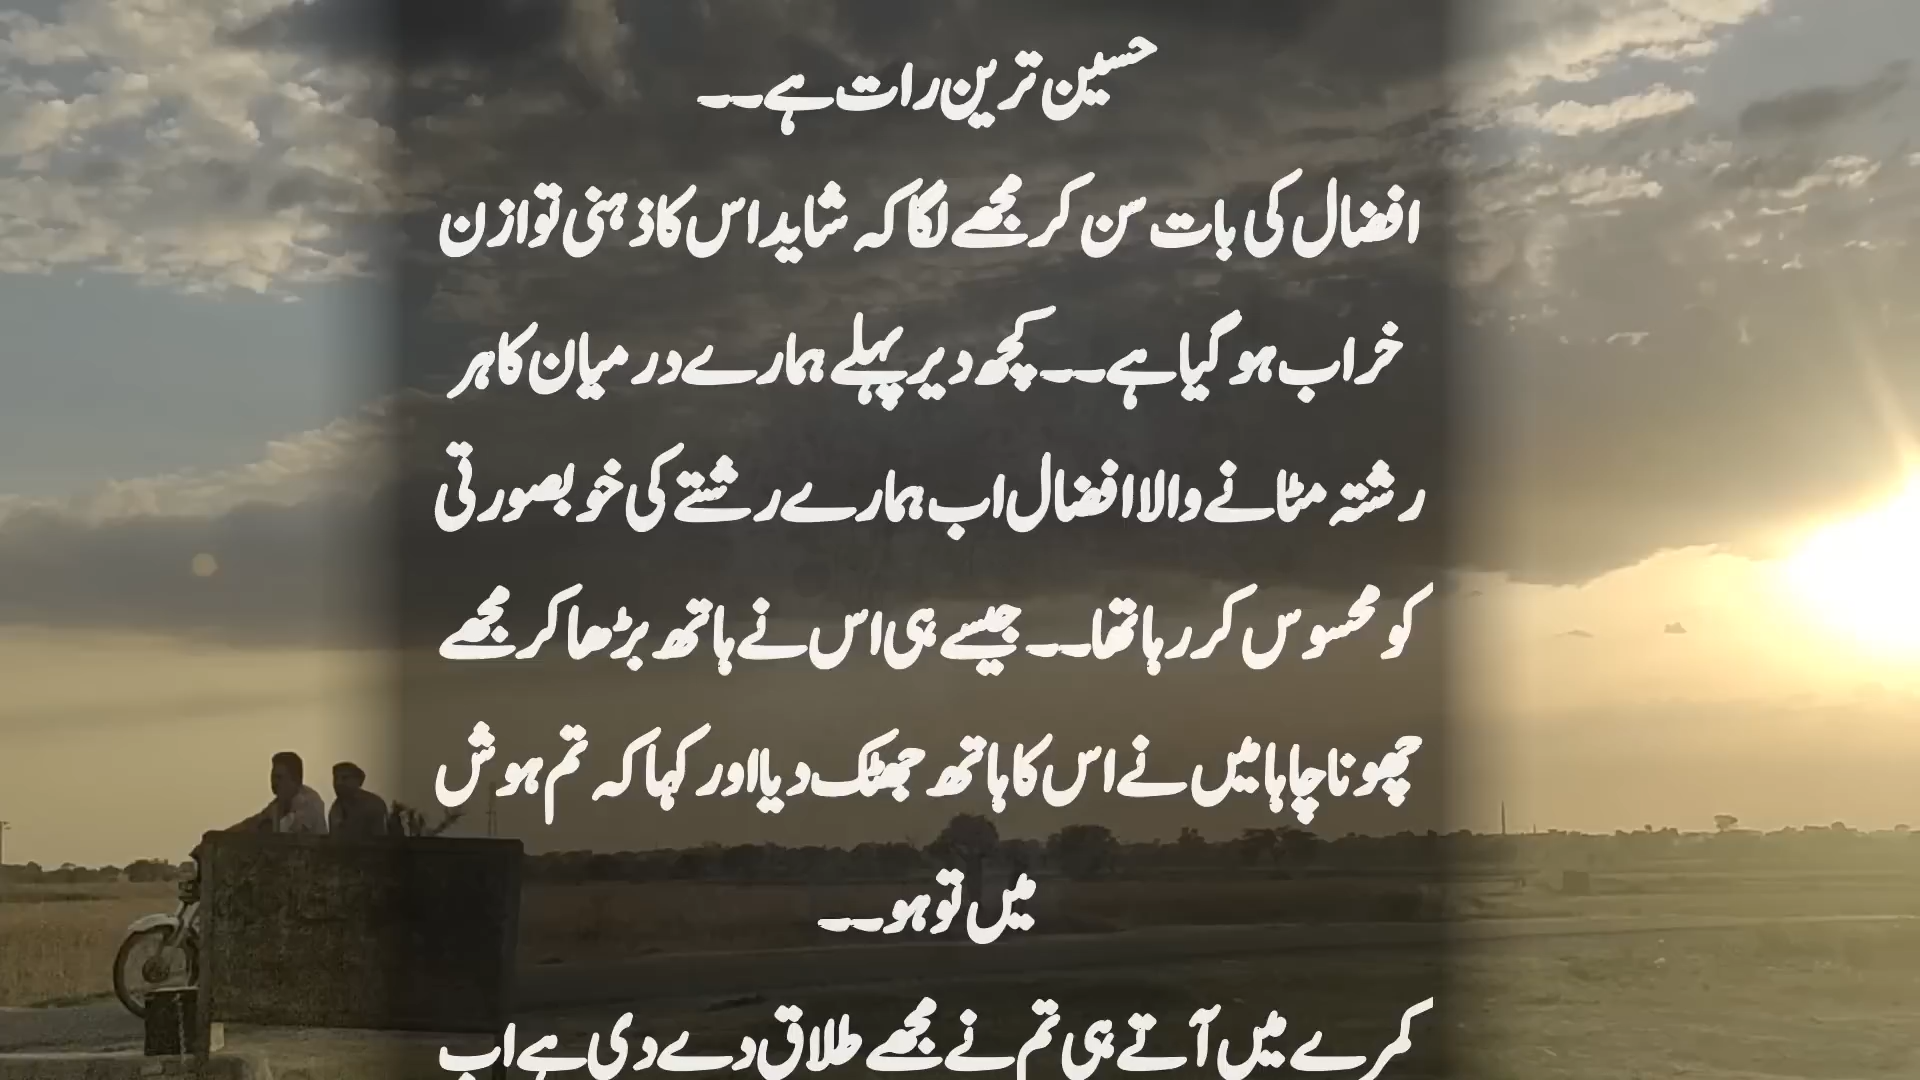 حسین ترین رات ہے۔۔
افضال کی بات سن کر مجھے لگا کہ شاید اس کا ذہنی توازن
خراب ہو گیا ہے۔۔ کچھ دیر پہلے ہمارے درمیان کا ہر
رشتہ مٹانے والا افضال اب ہمارے رشتے کی خوبصورتی
کو محسوس کر رہا تھا۔۔ جیسے ہی اس نے ہاتھ بڑھا کر مجھے
چھونا چاہا میں نے اس کا ہاتھ جھٹک دیا اور کہا کہ تم ہوش
میں تو ہو۔۔
کمرے میں آتے ہی تم نے مجھے طلاق دے دی ہے اب